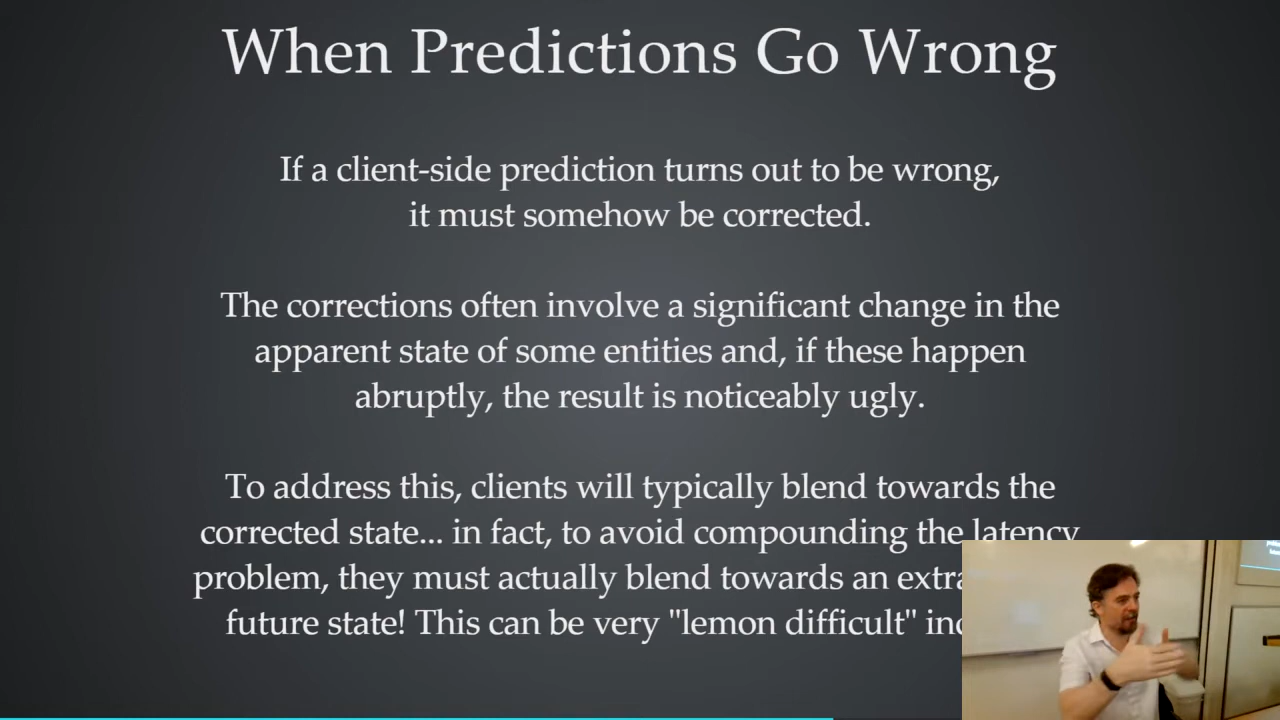 When Predictions Go Wrong
If a client-side prediction turns out to be wrong,
it must somehow be corrected.
The corrections often involve a significant change in the
apparent state of some entities and, if these happen
abruptly, the result is noticeably ugly.
To address this, clients will typically blend towards the
corrected state... in fact, to avoid compounding the latency
problem, they must actually blend towards an
future state! This can be very "lemon difficult"